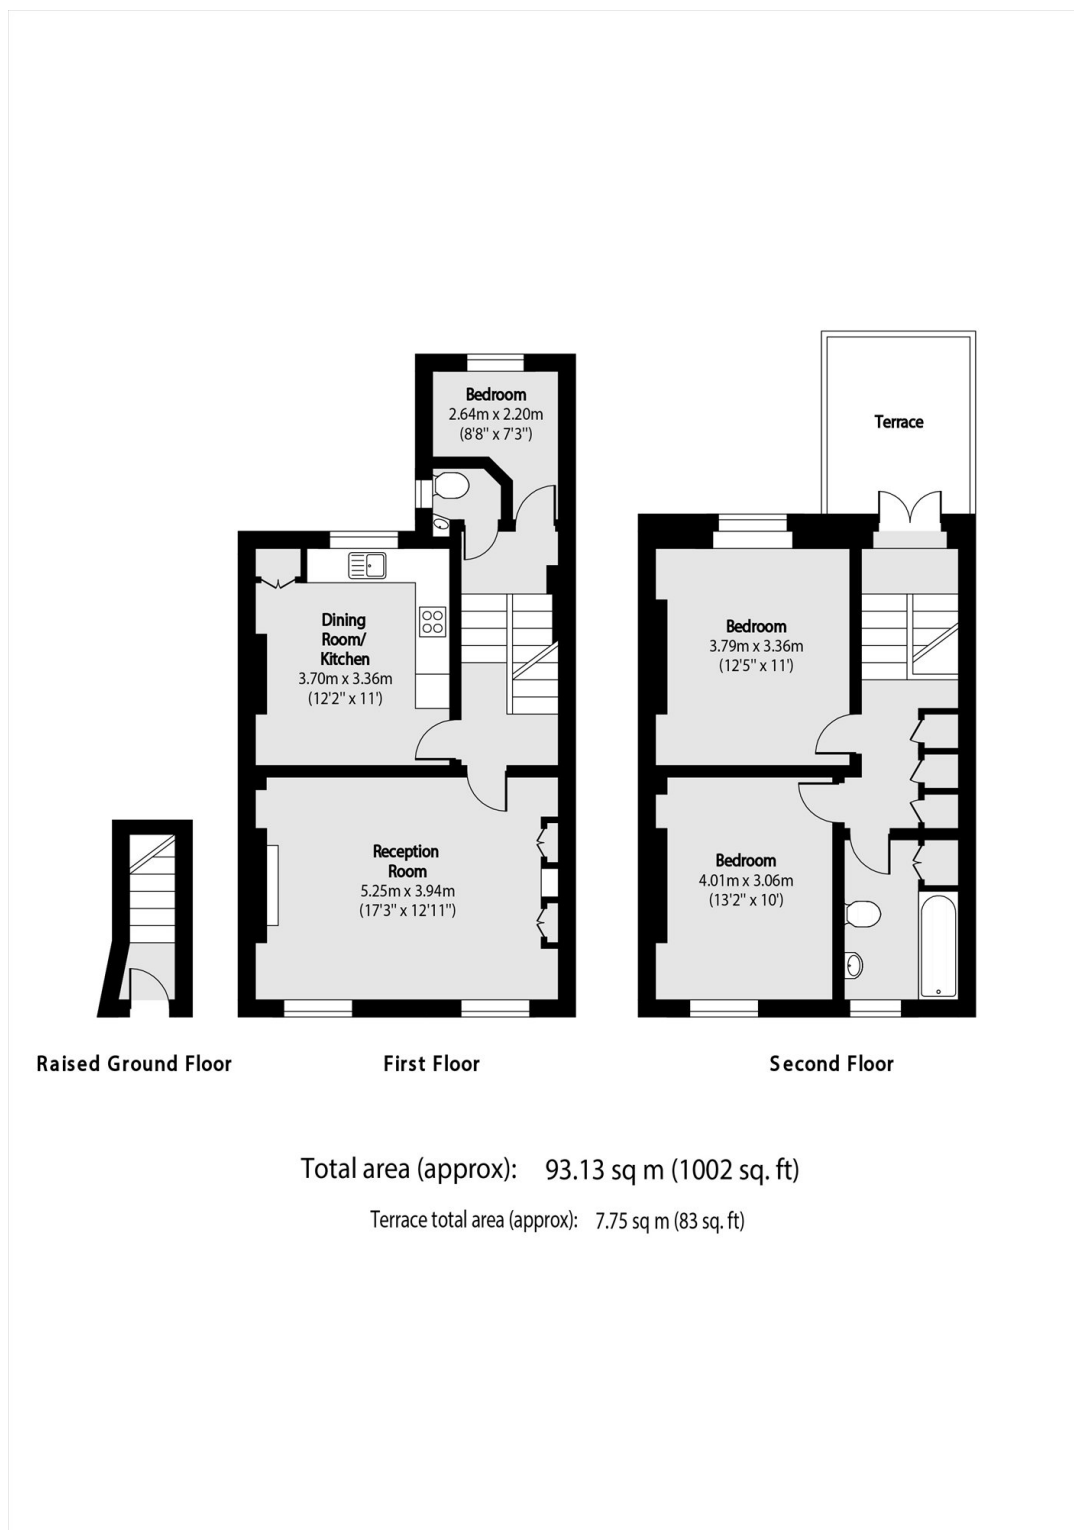 Bedroom
2.64m x 2.20m
(8'8" x 7'3")
Terrace
Dining
Room/
Kitchen
3.70m x 3.36m
(12'2" x 11')
Bedroom
3.79m x 3.36m
(12'5" x 11')
Reception
Room
5.25m x 3.94m
(17'3" x 12'11")
Bedroom
4.01m x 3.06m
(13'2" x 10')
Raised Ground Floor
First Floor
Second Floor
Total area (approx): 93.13 sq m (1002 sq. ft)
Terrace total area (approx): 7.75 sq m (83 sq. ft)